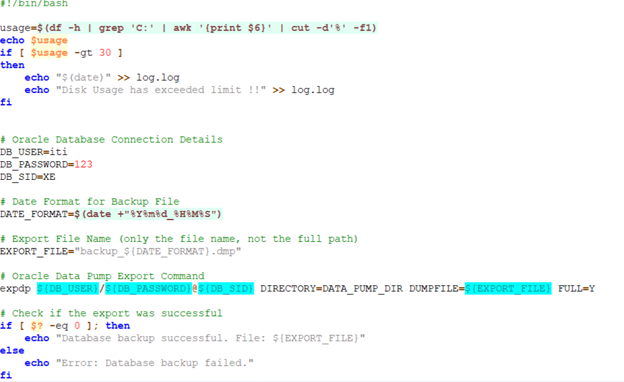 #!/bin/bash
usage=$(df -h | grep 'C:' | awk '{print $6}' | cut -d'%' -f1)
echo $usage
if [ $usage -gt 30 ]
then
    echo "$(date)" >> log.log
    echo "Disk Usage has exceeded limit !!" >> log.log
fi
# Oracle Database Connection Details
DB_USER=iti
DB_PASSWORD=123
DB_SID=XE
# Date Format for Backup File
DATE_FORMAT=$(date +"%Y%m%d_%H%M%S")
# Export File Name (only the file name, not the full path)
EXPORT_FILE="backup_${DATE_FORMAT}.dmp"
# Oracle Data Pump Export Command
expdp ${DB_USER}/${DB_PASSWORD}@${DB_SID} DIRECTORY=DATA_PUMP_DIR DUMPFILE=${EXPORT_FILE} FULL=Y
# Check if the export was successful
if [ $? -eq 0 ]; then
    echo "Database backup successful. File: ${EXPORT_FILE}"
else
    echo "Error: Database backup failed."
fi